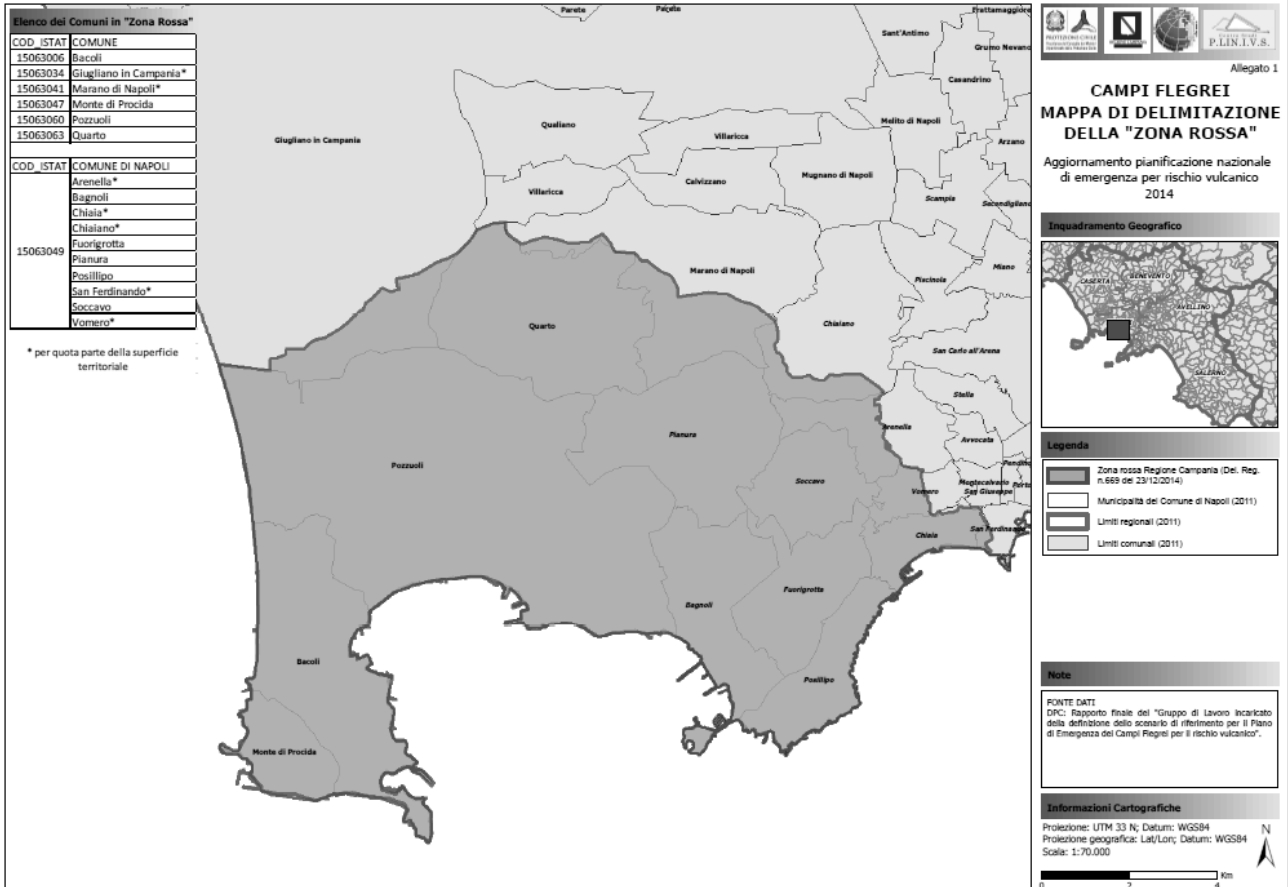 Elenco dei Comuni in "Zona Rossa"
COD_ISTAT COMUNE
15063006 Bacoli
15063034 Giugliano in Campania*
15063041 Marano di Napoli*
15063047 Monte di Procida
15063060 Pozzuoli
15063063 Quarto
COD_ISTAT COMUNE DI NAPOLI
15063049
Arenella*
Bagnoli
Chiaia*
Chiaiano*
Fuorigrotta
Pianura
Posillipo
San Ferdinando*
Soccavo
Vomero*
* per quota parte della superficie
territoriale
Parete
Frattamaggiore
Sant'Antimo
Grumo Nevano
Casandrino
Giugliano in Campania
Qualiano
Villaricca
Melito di Napoli
Arzano
Villaricca
Calvizzano
Mugnano di Napoli
Scampia
Secondigliano
Marano di Napoli
Piscinola
Miano
Quarto
Chiaiano
San Carlo all'Arena
Stella
Arenella
Avvocata
Pianura
Pozzuoli
Soccavo
Vomero
Montecalvario
San Giuseppe
Porto
Pendino
Chiaia
San Ferdinando
Fuorigrotta
Bagnoli
Bacoli
Posillipo
Monte di Procida
PROTEZIONE CIVILE
P.LIN.I.V.S.
Allegato 1
CAMPI FLEGREI
MAPPA DI DELIMITAZIONE
DELLA "ZONA ROSSA"
Aggiornamento pianificazione nazionale
di emergenza per rischio vulcanico
2014
Inquadramento Geografico
BENEVENTO
CASERTA
AVELLINO
SALERNO
Legenda
Zona rossa Regione Campania (Del. Reg.
n.669 del 23/12/2014)
Municipalità del Comune di Napoli (2011)
Limiti regionali (2011)
Limiti comunali (2011)
Note
FONTE DATI
DPC: Rapporto finale del "Gruppo di Lavoro incaricato
della definizione dello scenario di riferimento per il Piano
di Emergenza dei Campi Flegrei per il rischio vulcanico".
Informazioni Cartografiche
Proiezione: UTM 33 N; Datum: WGS84
Proiezione geografica: Lat/Lon; Datum: WGS84
Scala: 1:70.000
N
Km
0 2 4